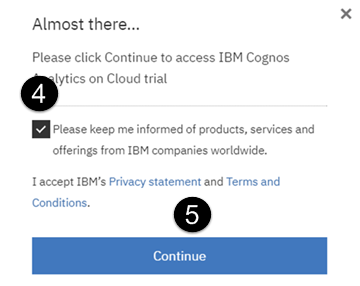 Almost there...
Please click Continue to access IBM Cognos
Analytics on Cloud trial
4
Please keep me informed of products, services and
offerings from IBM companies worldwide.
I accept IBM's Privacy statement and Terms and
Conditions.
5
Continue